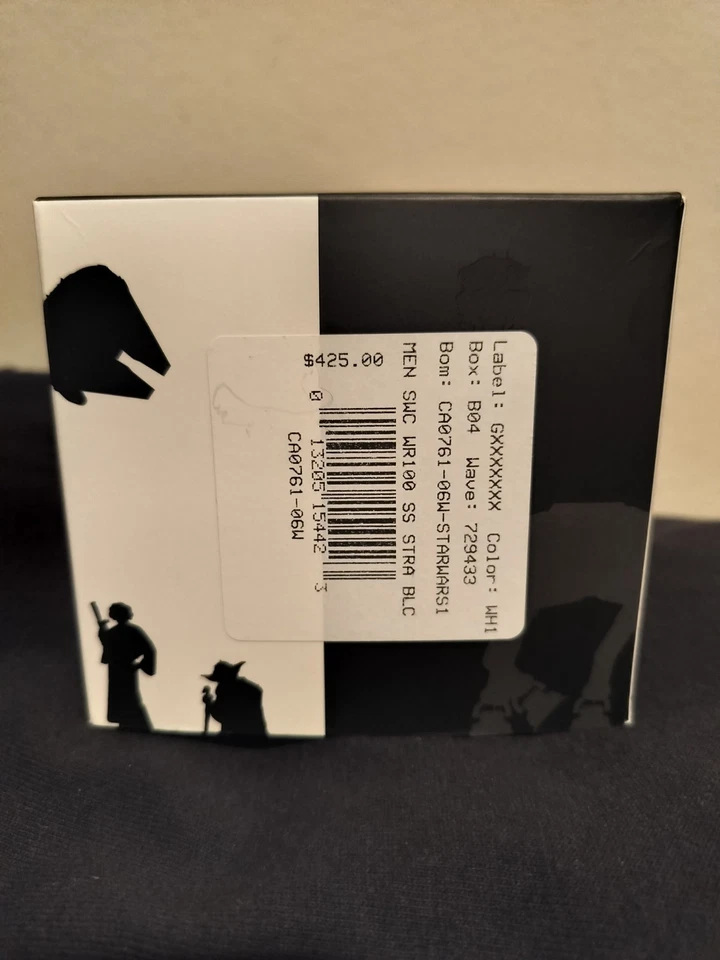 Label: GXXXXXXX Color: WH1
Box: B04 Wave: 729433
Bom: CA0761-06W-STARWARS1
MEN SWC WR100 SS STRA BLC
$425.00
0 13205 15442 3
CA0761-06W